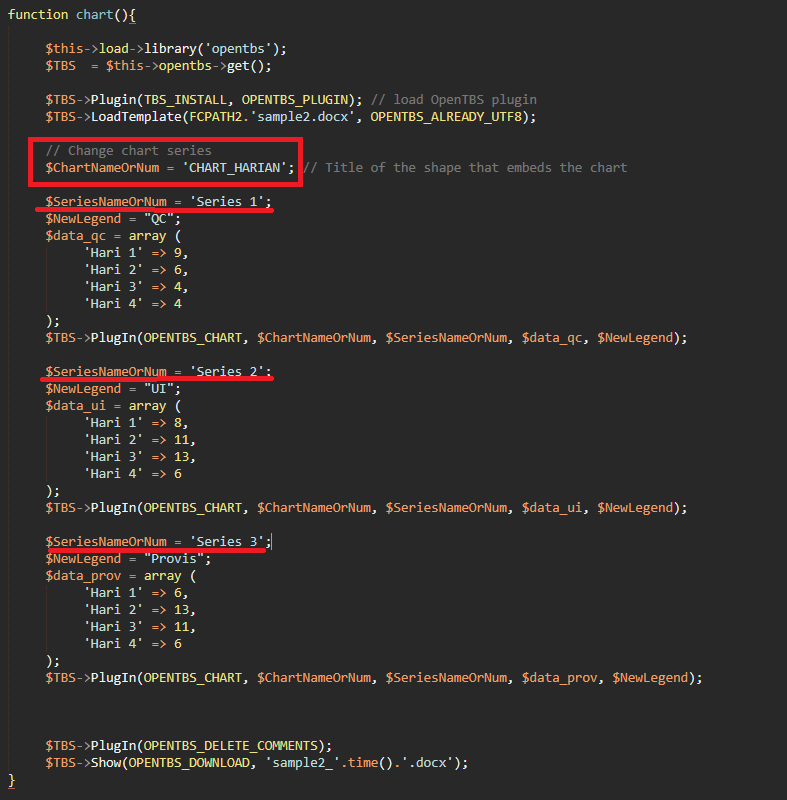 function chart(){
$this->load->library('opentbs');
$TBS  = $this->opentbs->get();
$TBS->Plugin(TBS_INSTALL, OPENTBS_PLUGIN); // load OpenTBS plugin
$TBS->LoadTemplate(FCPATH2.'sample2.docx', OPENTBS_ALREADY_UTF8);
// Change chart series
$ChartNameOrNum = 'CHART_HARIAN'; // Title of the shape that embeds the chart
$SeriesNameOrNum = 'Series 1';
$NewLegend = "QC";
$data_qc = array (
'Hari 1' => 9,
'Hari 2' => 6,
'Hari 3' => 4,
'Hari 4' => 4
);
$TBS->PlugIn(OPENTBS_CHART, $ChartNameOrNum, $SeriesNameOrNum, $data_qc, $NewLegend);
$SeriesNameOrNum = 'Series 2';
$NewLegend = "UI";
$data_ui = array (
'Hari 1' => 8,
'Hari 2' => 11,
'Hari 3' => 13,
'Hari 4' => 6
);
$TBS->PlugIn(OPENTBS_CHART, $ChartNameOrNum, $SeriesNameOrNum, $data_ui, $NewLegend);
$SeriesNameOrNum = 'Series 3';
$NewLegend = "Provis";
$data_prov = array (
'Hari 1' => 6,
'Hari 2' => 13,
'Hari 3' => 11,
'Hari 4' => 6
);
$TBS->PlugIn(OPENTBS_CHART, $ChartNameOrNum, $SeriesNameOrNum, $data_prov, $NewLegend);
$TBS->PlugIn(OPENTBS_DELETE_COMMENTS);
$TBS->Show(OPENTBS_DOWNLOAD, 'sample2_'.time().'.docx');
}